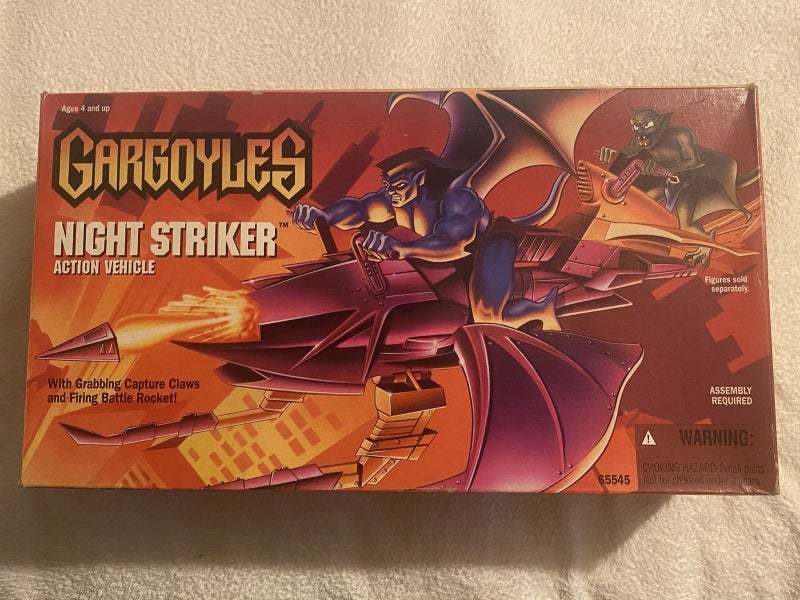 Ages 4 and up
GARGOYLES
NIGHT STRIKER™
ACTION VEHICLE
Figures sold
separately.
With Grabbing Capture Claws
and Firing Battle Rocket!
ASSEMBLY
REQUIRED
WARNING:
CHOKING HAZARD-Small parts
Not for children under 3 years
65545